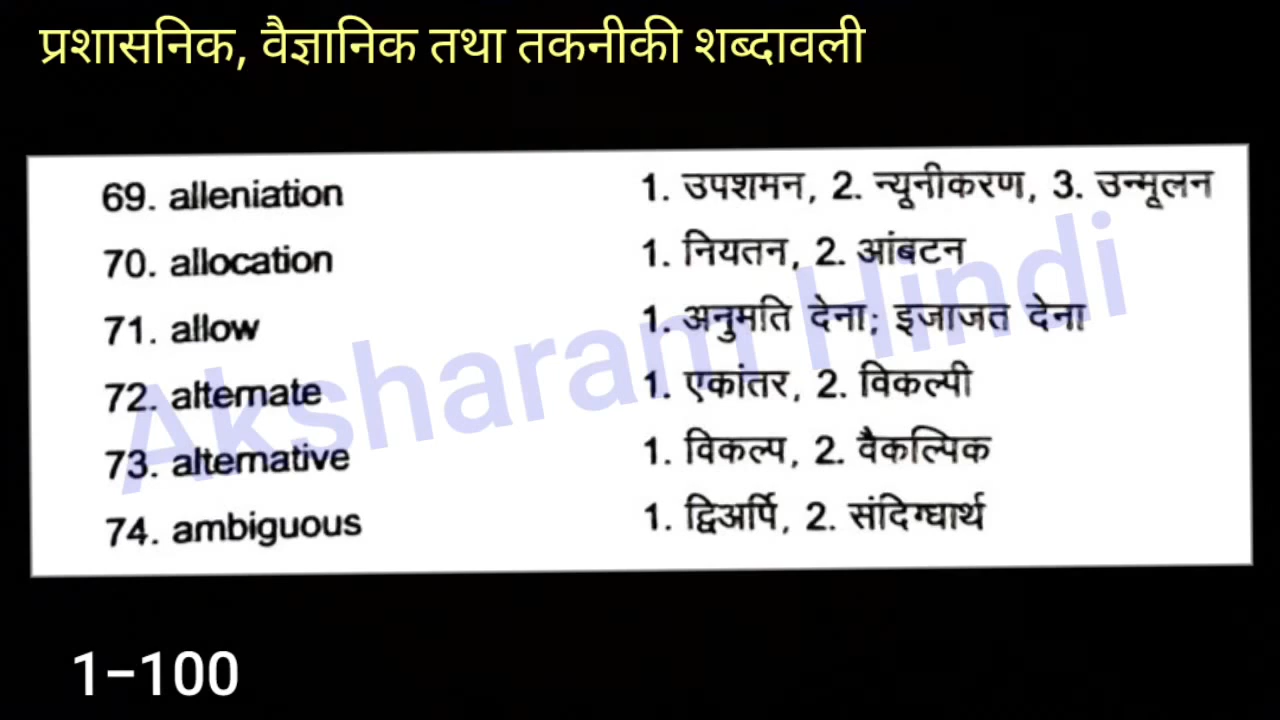 प्रशासनिक, वैज्ञानिक तथा तकनीकी शब्दावली
69. alleniation 1. उपशमन, 2. न्यूनीकरण, 3. उन्मूलन
70. allocation 1. नियतन, 2. आंबटन
71. allow 1. अनुमति देना; इजाजत देना
72. alternate 1. एकांतर, 2. विकल्पी
73. alternative 1. विकल्प, 2. वैकल्पिक
74. ambiguous 1. द्विअर्पि, 2. संदिग्घार्थ
Aksharam Hindi
1-100